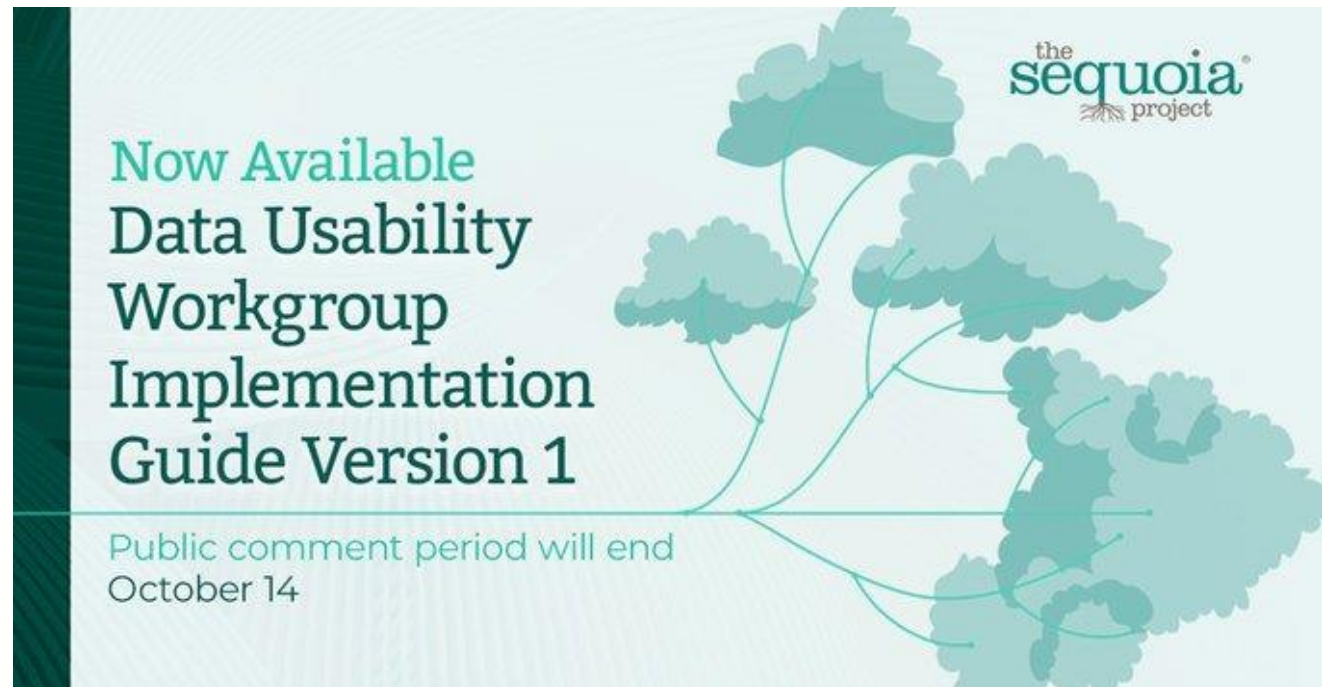 the
sequoia®
project
Now Available
Data Usability
Workgroup
Implementation
Guide Version 1
Public comment period will end
October 14